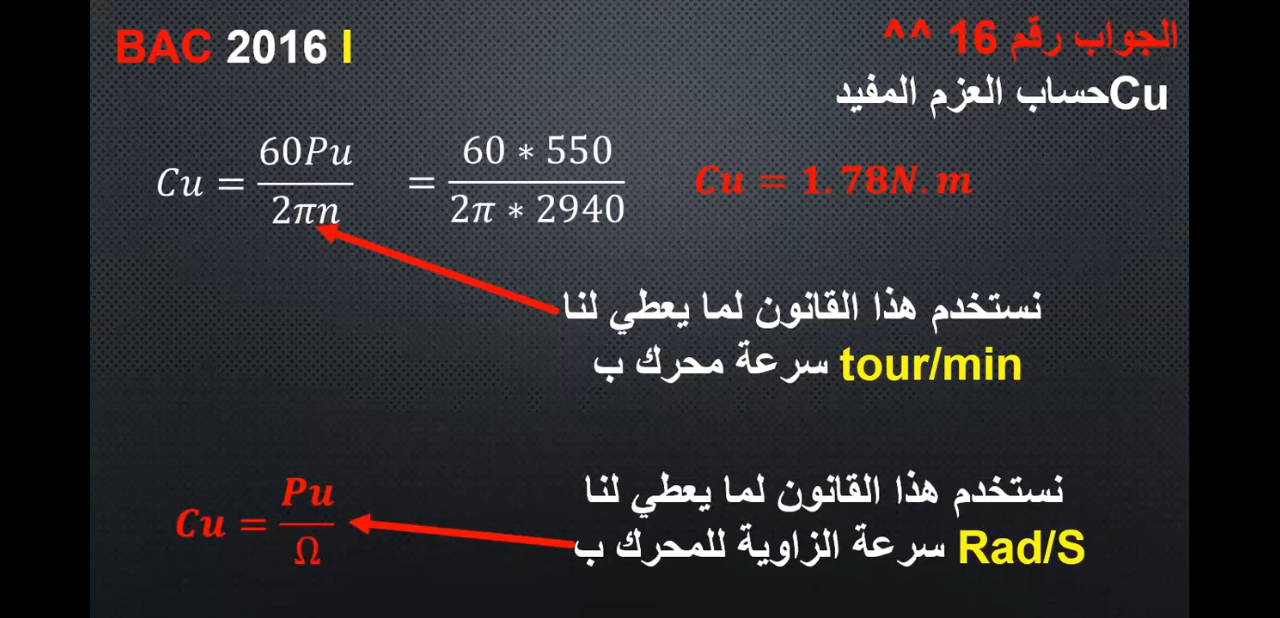 BAC 2016 I
الجواب رقم 16 ^^
حساب العزم المفيدCu
Cu = 60Pu / 2πn = 60 * 550 / 2π * 2940 Cu = 1.78N.m
نستخدم هذا القانون لما يعطي لنا
سرعة محرك ب tour/min
نستخدم هذا القانون لما يعطي لنا
سرعة الزاوية للمحرك ب Rad/S
Cu = Pu / Ω